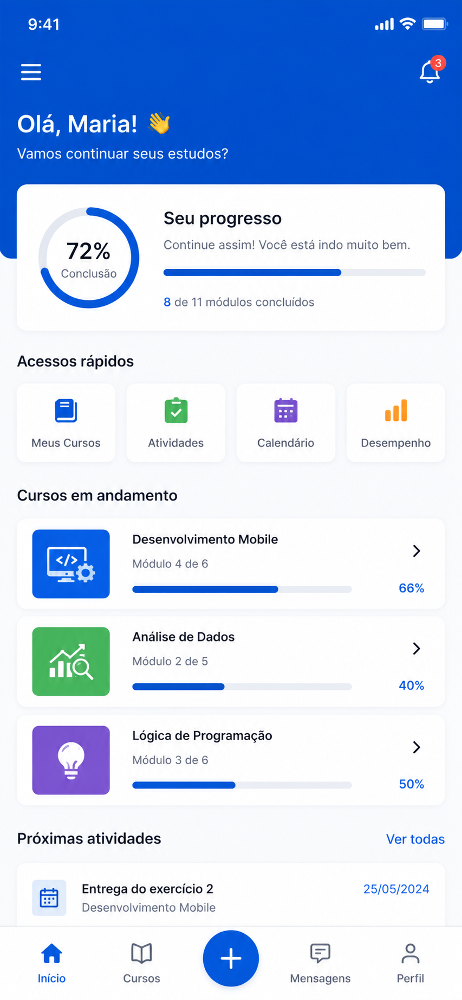 9:41
3
Olá, Maria! 👋
Vamos continuar seus estudos?
72%
Conclusão
Seu progresso
Continue assim! Você está indo muito bem.
8 de 11 módulos concluídos
Acessos rápidos
Meus Cursos
Atividades
Calendário
Desempenho
Cursos em andamento
</>
Desenvolvimento Mobile
Módulo 4 de 6
66%
Análise de Dados
Módulo 2 de 5
40%
Lógica de Programação
Módulo 3 de 6
50%
Próximas atividades
Ver todas
Entrega do exercício 2
25/05/2024
Desenvolvimento Mobile
Início
Cursos
Mensagens
Perfil